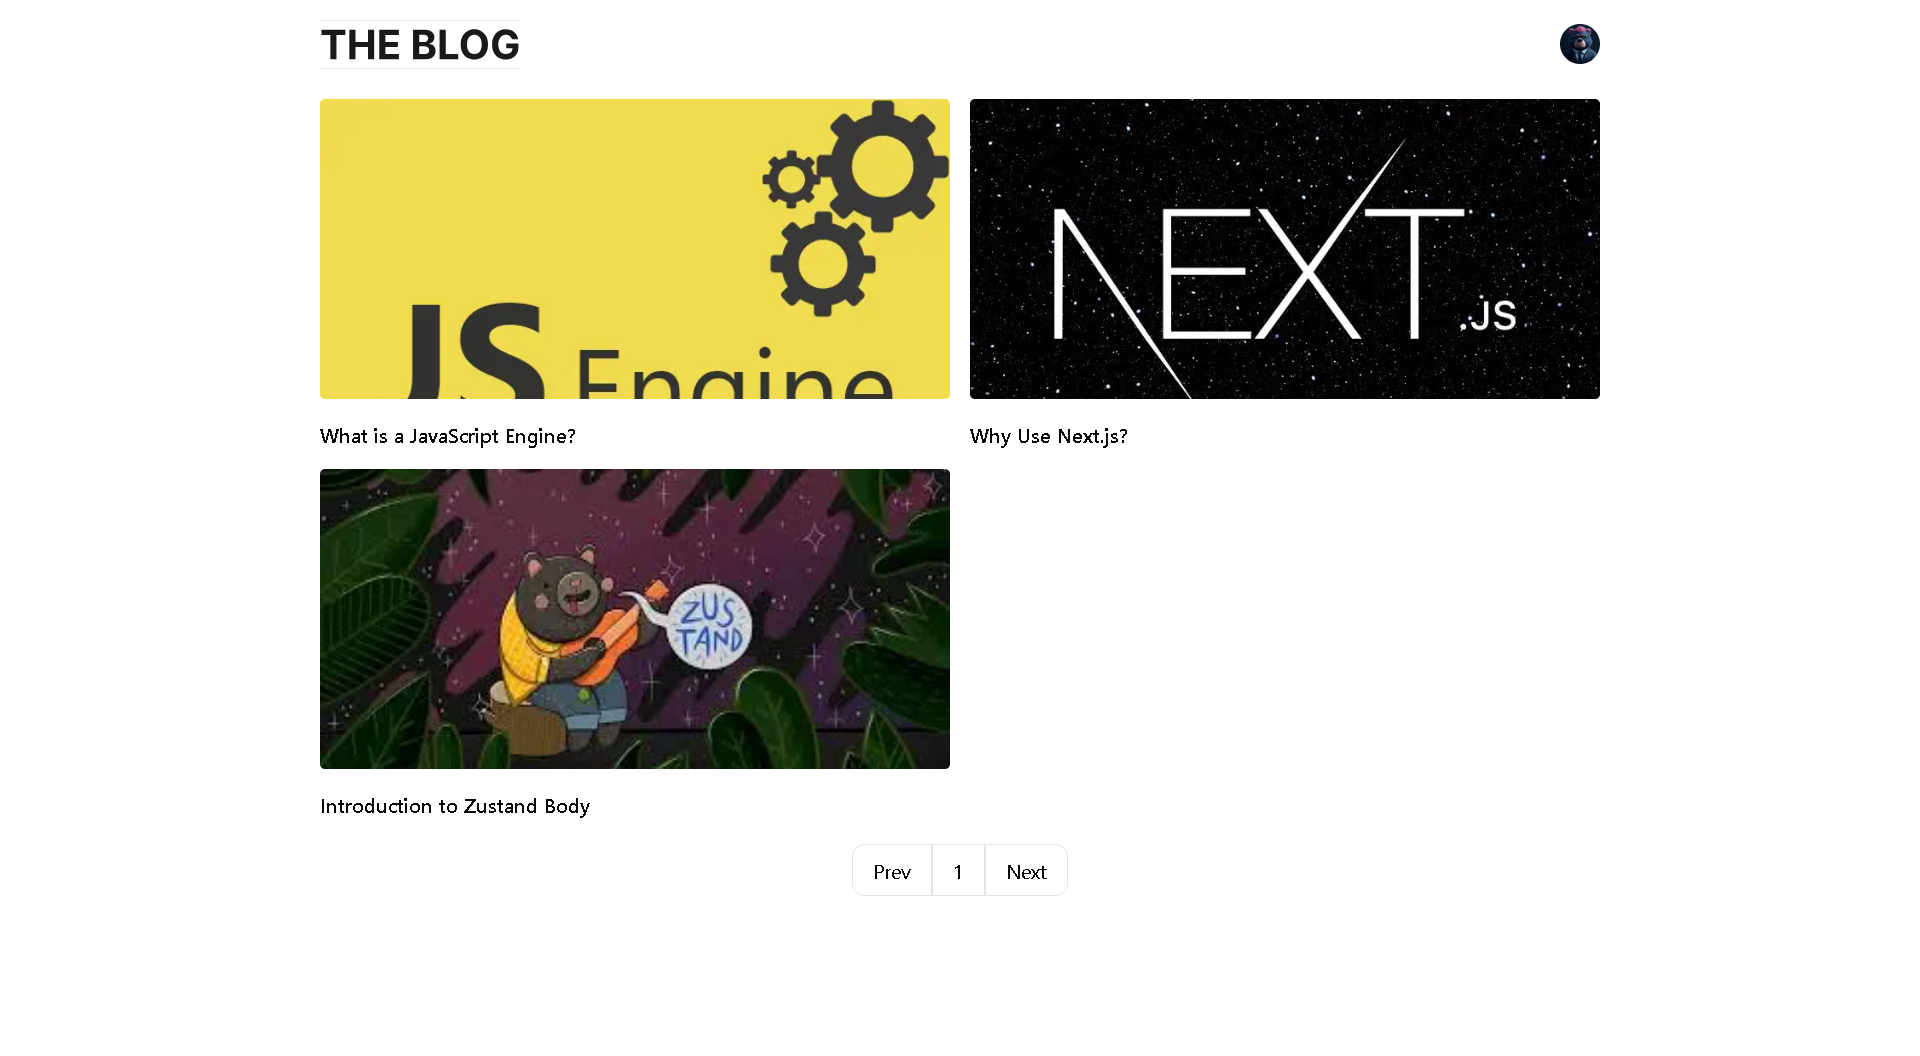 THE BLOG
JS Engine
NEXT
.JS
What is a JavaScript Engine?
Why Use Next.js?
ZUS
TAND
Introduction to Zustand Body
Prev
1
Next